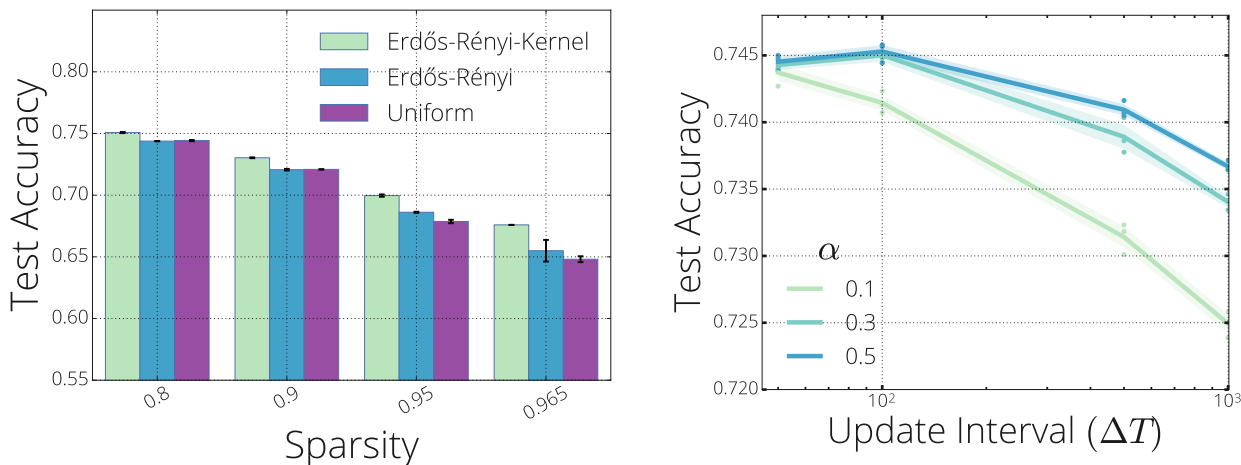 Test Accuracy
0.80
0.75
0.70
0.65
0.60
0.55
Erdős-Rényi-Kernel
Erdős-Rényi
Uniform
0.8
0.9
0.95
0.965
Sparsity
Test Accuracy
0.745
0.740
0.735
0.730
0.725
0.720
α
0.1
0.3
0.5
10²
10³
Update Interval (ΔT)